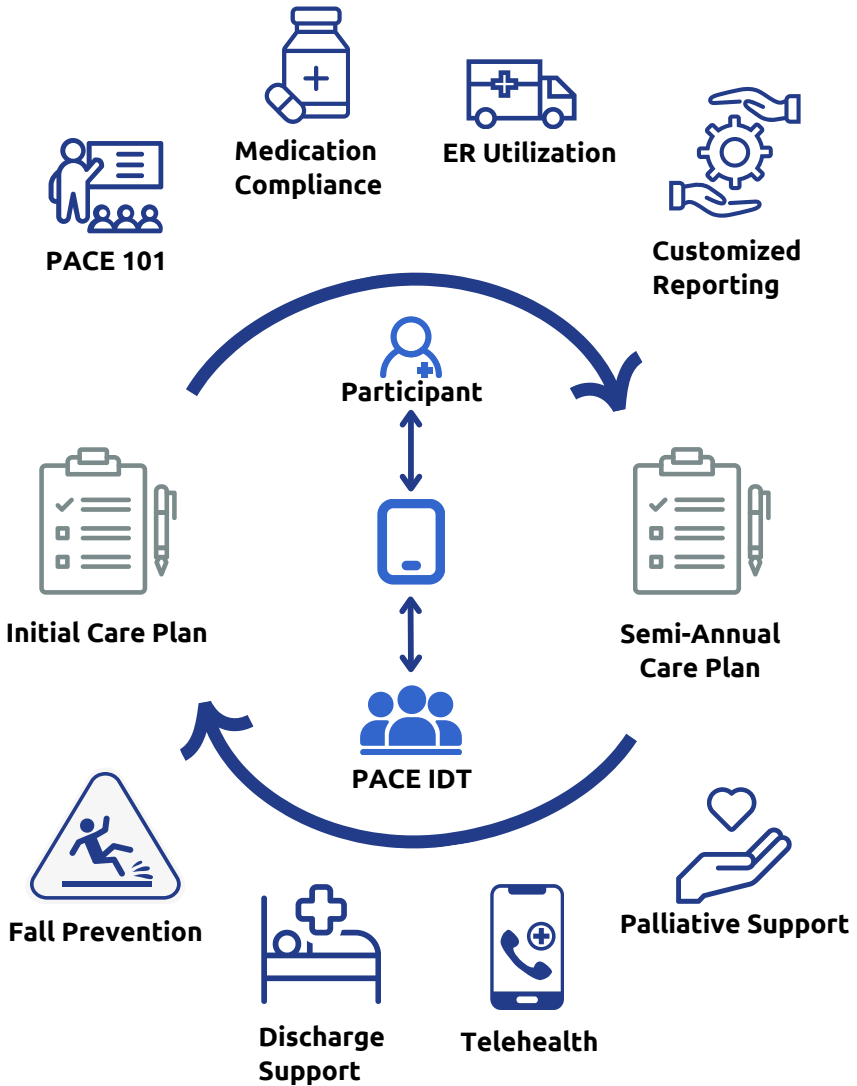 Medication
Compliance
ER Utilization
PACE 101
Customized
Reporting
Participant
Initial Care Plan
Semi-Annual
Care Plan
PACE IDT
Fall Prevention
Palliative Support
Discharge
Support
Telehealth